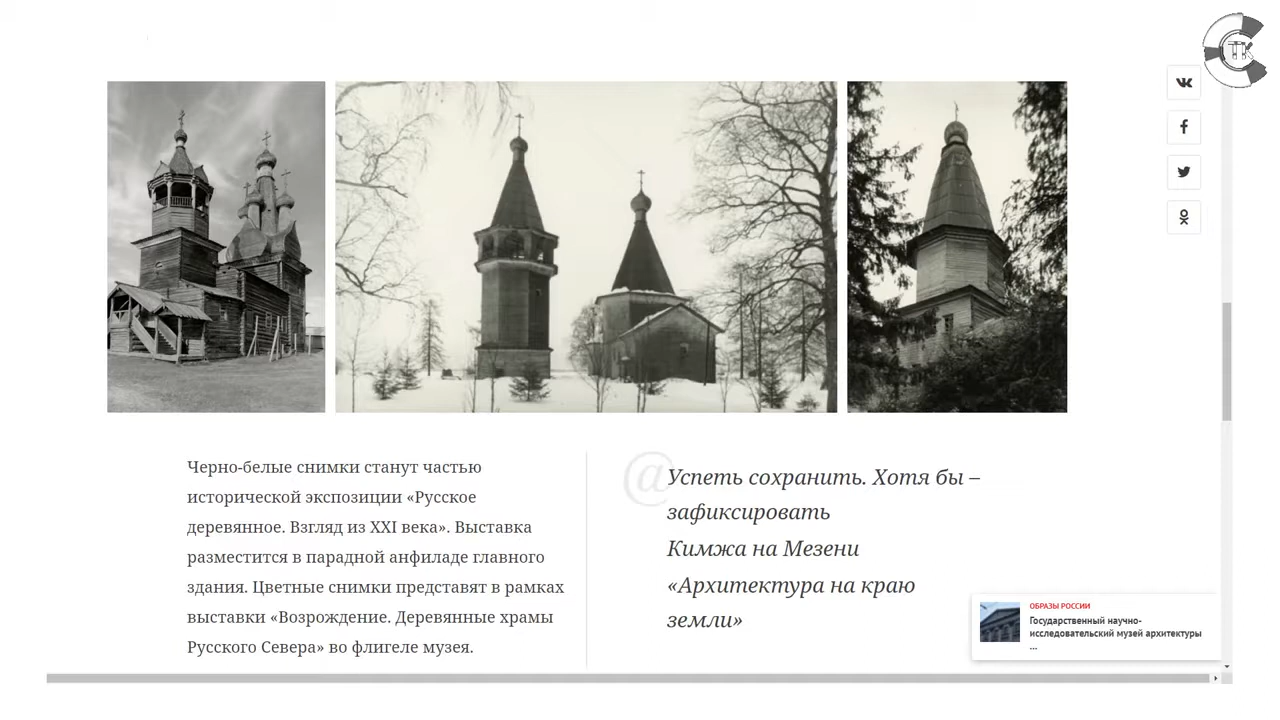 ТК
Черно-белые снимки станут частью
исторической экспозиции «Русское
деревянное. Взгляд из XXI века». Выставка
разместится в парадной анфиладе главного
здания. Цветные снимки представят в рамках
выставки «Возрождение. Деревянные храмы
Русского Севера» во флигеле музея.
@
Успеть сохранить. Хотя бы –
зафиксировать
Кимжа на Мезени
«Архитектура на краю
земли»
ОБРАЗЫ РОССИИ
Государственный научно-
исследовательский музей архитектуры
...